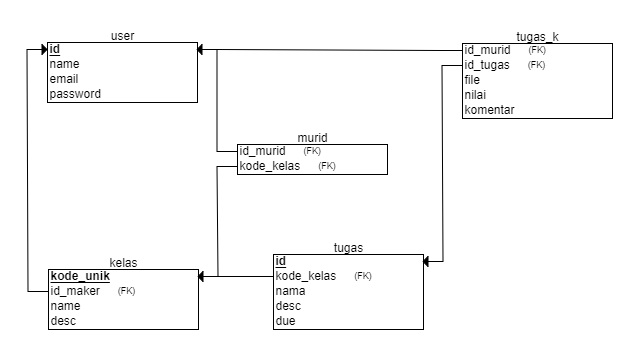 user
id
name
email
password
tugas_k
id_murid (FK)
id_tugas (FK)
file
nilai
komentar
murid
id_murid (FK)
kode_kelas (FK)
kelas
kode_unik
id_maker (FK)
name
desc
tugas
id
kode_kelas (FK)
nama
desc
due